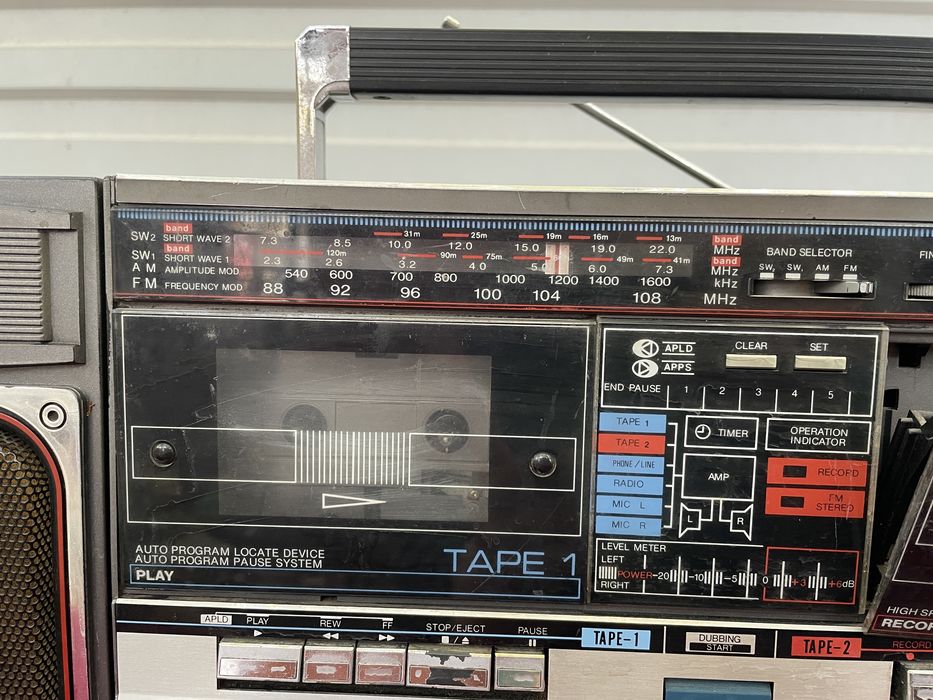 SW2 band SHORT WAVE 2 7.3 8.5 31m 10.0 25m 12.0 19m 15.0 16m 19.0 13m 22.0 band MHz
SW1 band SHORT WAVE 1 2.3 120m 2.6 90m 3.2 75m 4.0 5.0 49m 6.0 41m 7.3 band MHz
AM AMPLITUDE MOD. 540 600 700 800 1000 1200 1400 1600 kHz
FM FREQUENCY MOD 88 92 96 100 104 108 MHz
BAND SELECTOR
SW2 SW1 AM FM
FIN
APLD
APPS
CLEAR SET
END PAUSE 1 2 3 4 5
TAPE 1
TAPE 2
PHONE/LINE
RADIO
MIC L
MIC R
TIMER
AMP
L R
OPERATION
INDICATOR
RECORD
FM
STEREO
LEVEL METER
LEFT
POWER -20 -10 -5 0 +3 +6dB
RIGHT
AUTO PROGRAM LOCATE DEVICE
AUTO PROGRAM PAUSE SYSTEM
PLAY
TAPE 1
HIGH SP
RECOR
APLD PLAY REW FF STOP/EJECT PAUSE
TAPE-1
DUBBING
START
TAPE-2
RECORD